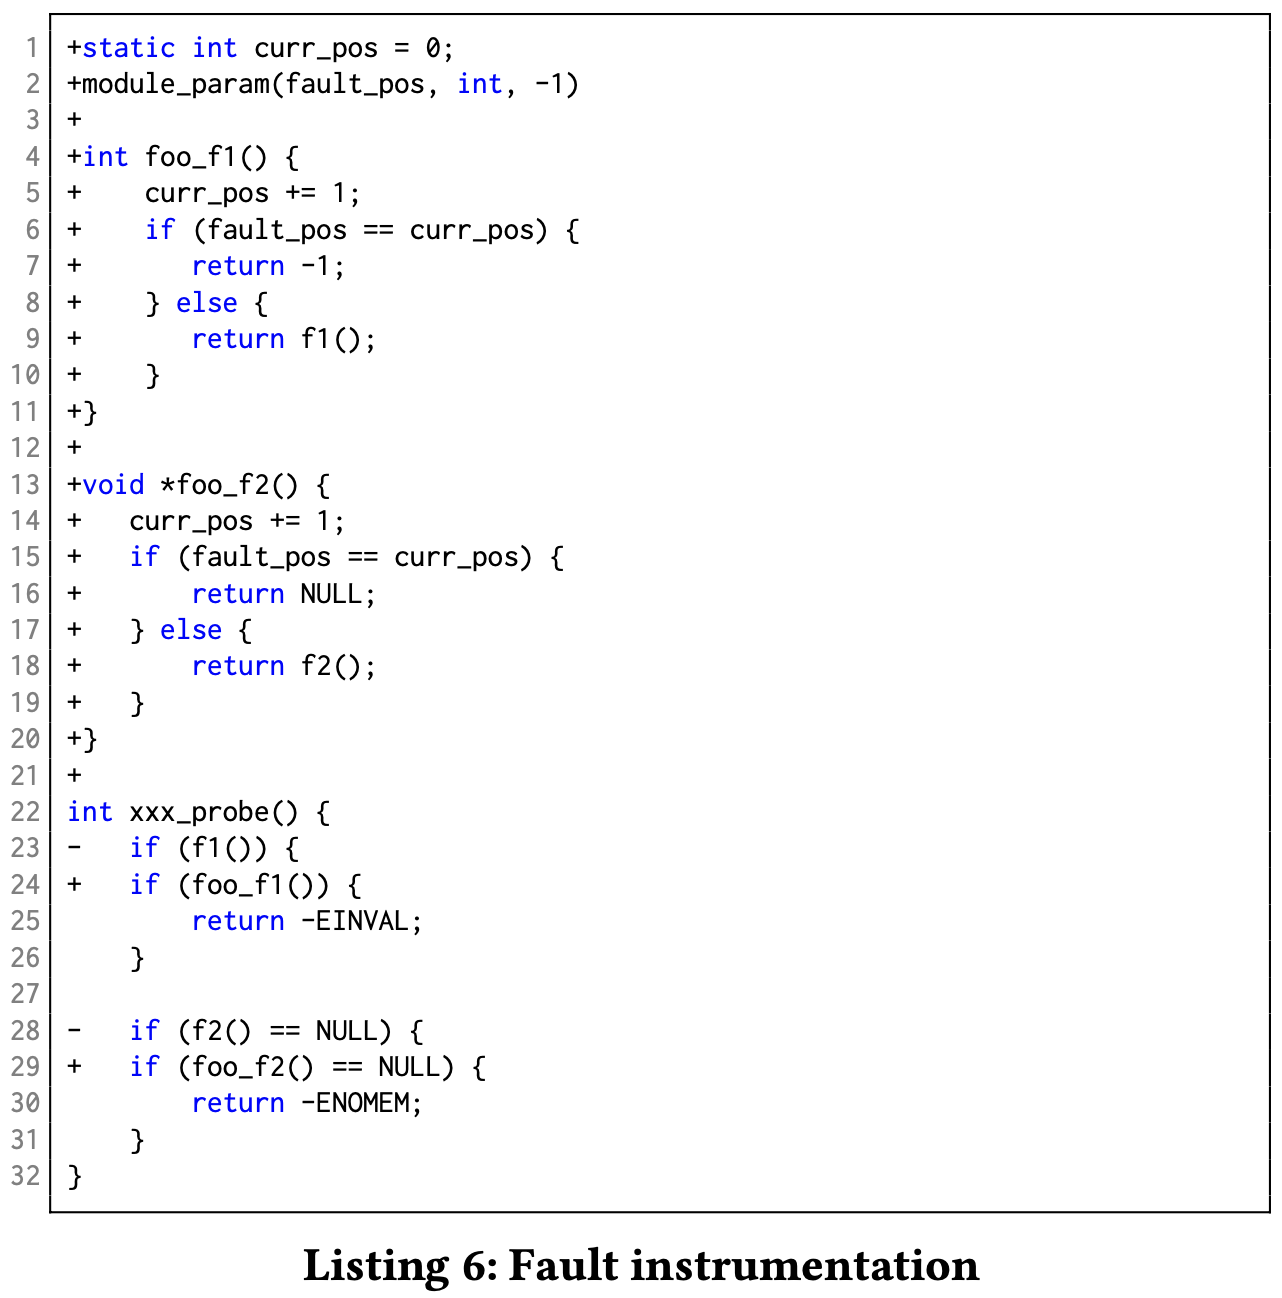 1 +static int curr_pos = 0;
2 +module_param(fault_pos, int, -1)
3 +
4 +int foo_f1() {
5 +    curr_pos += 1;
6 +    if (fault_pos == curr_pos) {
7 +       return -1;
8 +    } else {
9 +       return f1();
10 +    }
11 +}
12 +
13 +void *foo_f2() {
14 +   curr_pos += 1;
15 +   if (fault_pos == curr_pos) {
16 +       return NULL;
17 +   } else {
18 +       return f2();
19 +   }
20 +}
21 +
22 int xxx_probe() {
23 -   if (f1()) {
24 +   if (foo_f1()) {
25         return -EINVAL;
26     }
27
28 -   if (f2() == NULL) {
29 +   if (foo_f2() == NULL) {
30         return -ENOMEM;
31     }
32 }
Listing 6: Fault instrumentation